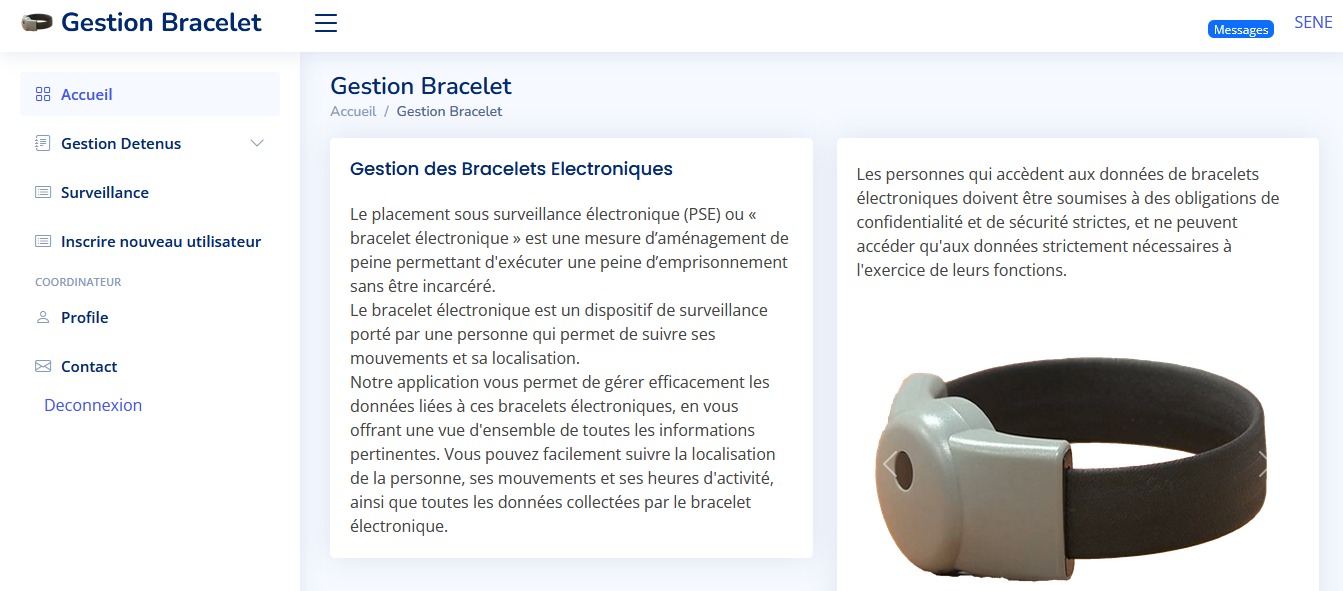 Gestion Bracelet
Messages
SENE
Accueil
Gestion Detenus
Surveillance
Inscrire nouveau utilisateur
COORDINATEUR
Profile
Contact
Deconnexion
Gestion Bracelet
Accueil / Gestion Bracelet
Gestion des Bracelets Electroniques
Le placement sous surveillance électronique (PSE) ou «
bracelet électronique » est une mesure d’aménagement de
peine permettant d'exécuter une peine d’emprisonnement
sans être incarcéré.
Le bracelet électronique est un dispositif de surveillance
porté par une personne qui permet de suivre ses
mouvements et sa localisation.
Notre application vous permet de gérer efficacement les
données liées à ces bracelets électroniques, en vous
offrant une vue d'ensemble de toutes les informations
pertinentes. Vous pouvez facilement suivre la localisation
de la personne, ses mouvements et ses heures d'activité,
ainsi que toutes les données collectées par le bracelet
électronique.
Les personnes qui accèdent aux données de bracelets
électroniques doivent être soumises à des obligations de
confidentialité et de sécurité strictes, et ne peuvent
accéder qu'aux données strictement nécessaires à
l'exercice de leurs fonctions.